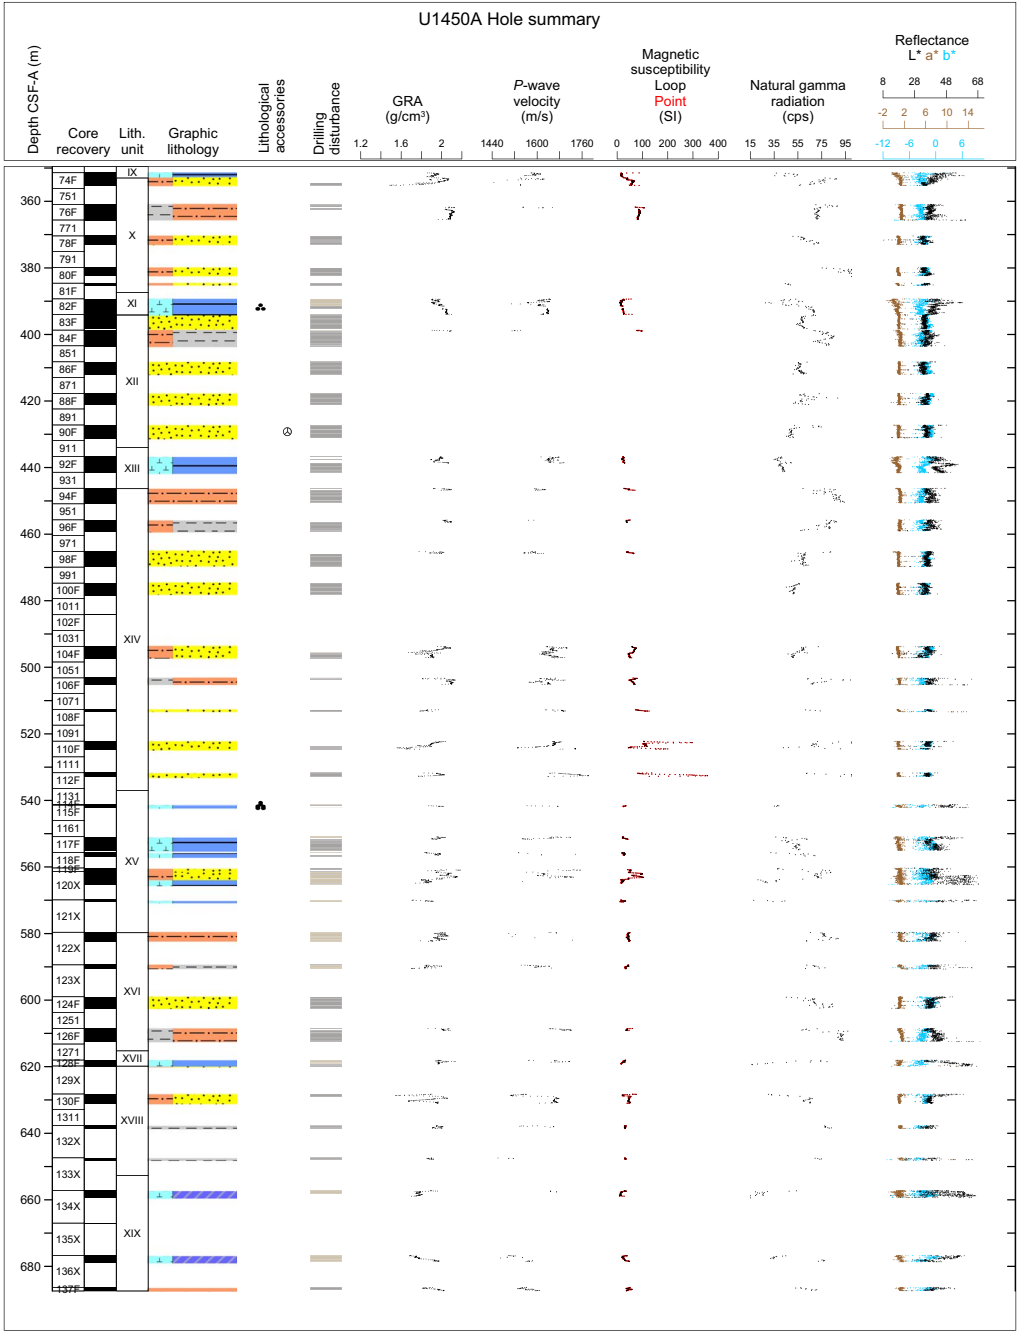 U1450A Hole summary
Depth CSF-A (m)
Core recovery
Lith. unit
Graphic lithology
Lithological accessories
Drilling disturbance
GRA (g/cm³)
1.2 1.6 2
P-wave velocity (m/s)
1440 1600 1760
Magnetic susceptibility
Loop
Point
(SI)
0 100 200 300 400
Natural gamma radiation (cps)
15 35 55 75 95
Reflectance
L* a* b*
8 28 48 68
-2 2 6 10 14
-12 -6 0 6
360
380
400
420
440
460
480
500
520
540
560
580
600
620
640
660
680
74F
751
76F
771
78F
791
80F
81F
82F
83F
84F
851
86F
871
88F
891
90F
911
92F
931
94F
951
96F
971
98F
991
100F
1011
102F
1031
104F
1051
106F
1071
108F
1091
110F
1111
112F
1131
114F
115F
1161
117F
118F
119F
120X
121X
122X
123X
124F
1251
126F
1271
128F
129X
130F
1311
132X
133X
134X
135X
136X
137F
IX
X
XI
XII
XIII
XIV
XV
XVI
XVII
XVIII
XIX